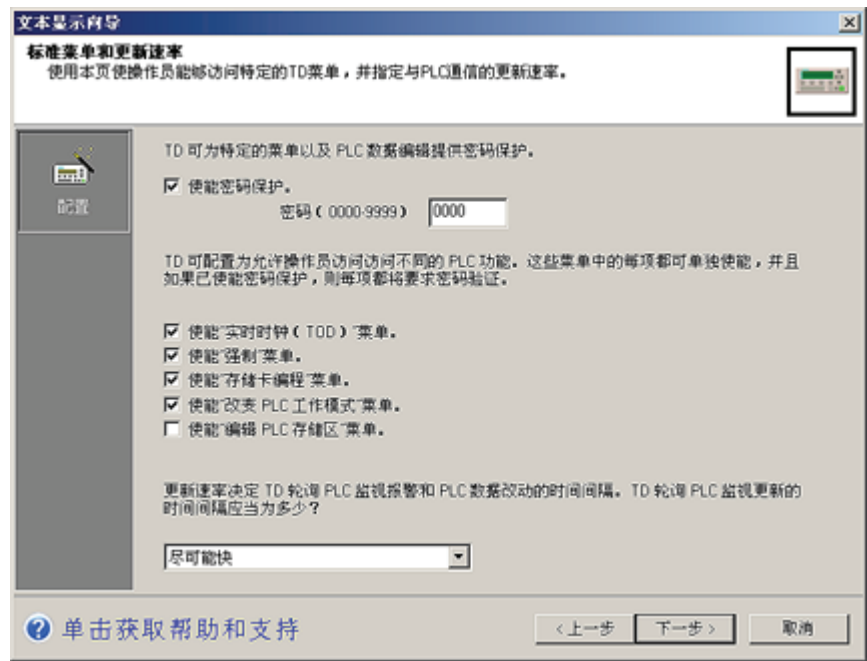 文本显示向导
标准菜单和更新速率
使用本页使操作员能够访问特定的TD菜单，并指定与PLC通信的更新速率。
配置
TD 可为特定的菜单以及 PLC 数据编辑提供密码保护。
使能密码保护。
密码（0000-9999） 0000
TD 可配置为允许操作员访问访问不同的 PLC 功能。这些菜单中的每项都可单独使能，并且
如果已使能密码保护，则每项都将要求密码验证。
使能"实时时钟（TOD）"菜单。
使能"强制"菜单。
使能"存储卡编程"菜单。
使能"改变 PLC 工作模式"菜单。
使能"编辑 PLC 存储区"菜单。
更新速率决定 TD 轮询 PLC 监视报警和 PLC 数据改动的时间间隔。TD 轮询 PLC 监视更新的
时间间隔应当为多少？
尽可能快
单击获取帮助和支持
<上一步 下一步> 取消